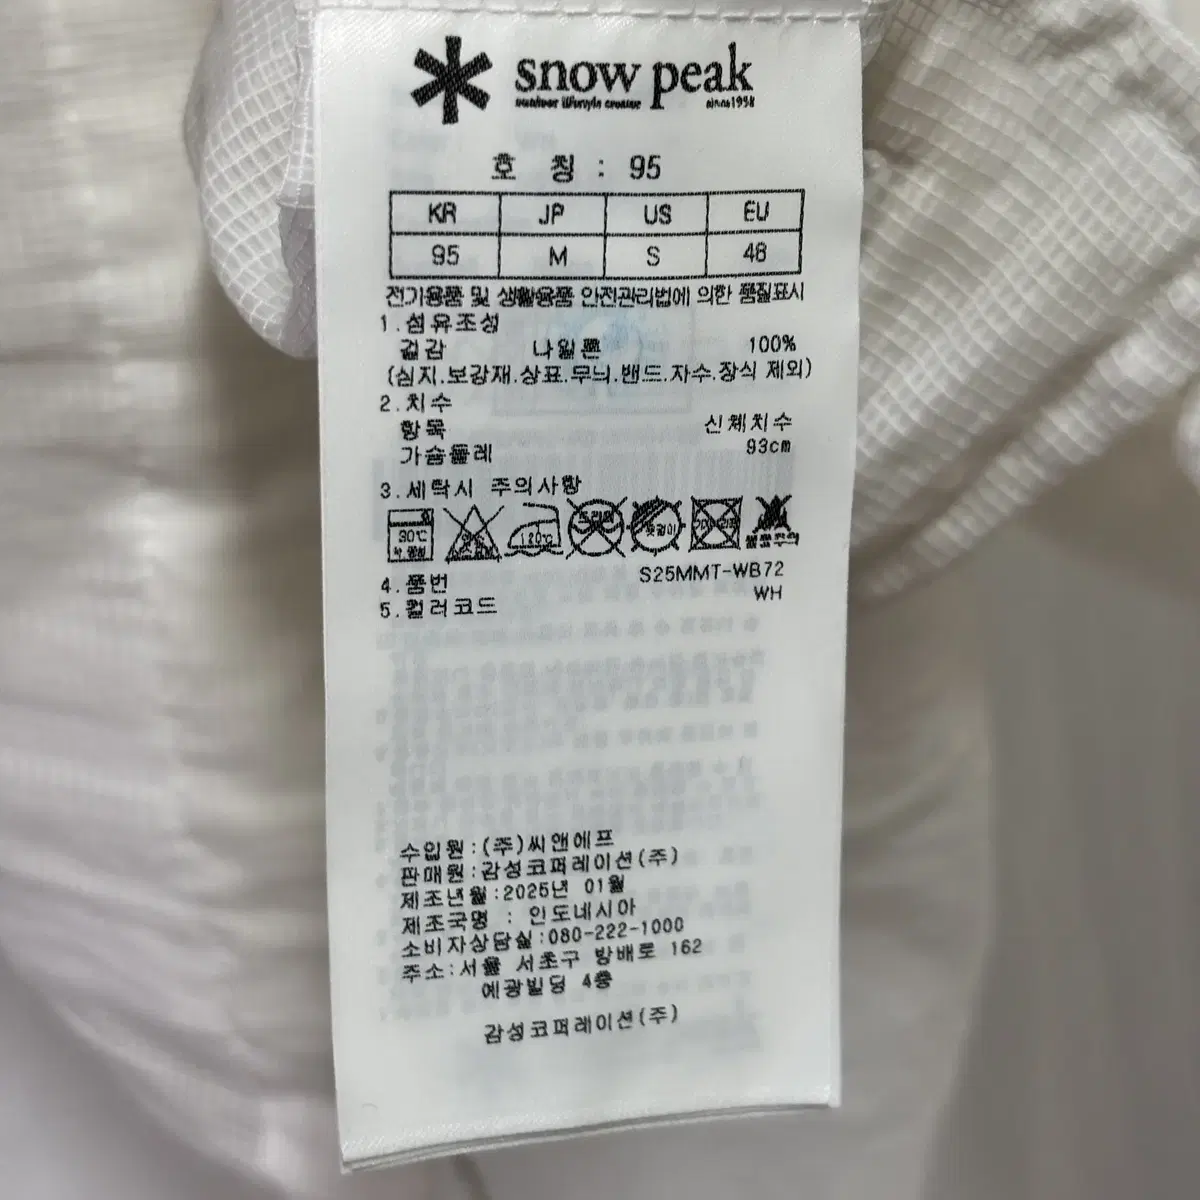 snow peak
outdoor lifestyle creator since1958
호 칭 : 95
KR JP US EU
95 M S 48
전기용품 및 생활용품 안전관리법에 의한 품질표시
1.섬유조성
겉감 나일론 100%
(심지.보강재.상표.무늬.밴드.자수.장식 제외)
2.치수
항목 신체치수
가슴둘레 93cm
3.세탁시 주의사항
30℃ 120℃ 드라이 옷걸이
4.품번 S25MMT-WB72
5.컬러코드 WH
수입원:(주)씨앤에프
판매원:감성코퍼레이션(주)
제조년월:2025년 01월
제조국명 : 인도네시아
소비자상담실:080-222-1000
주소:서울 서초구 방배로 162
예광빌딩 4층
감성코퍼레이션(주)